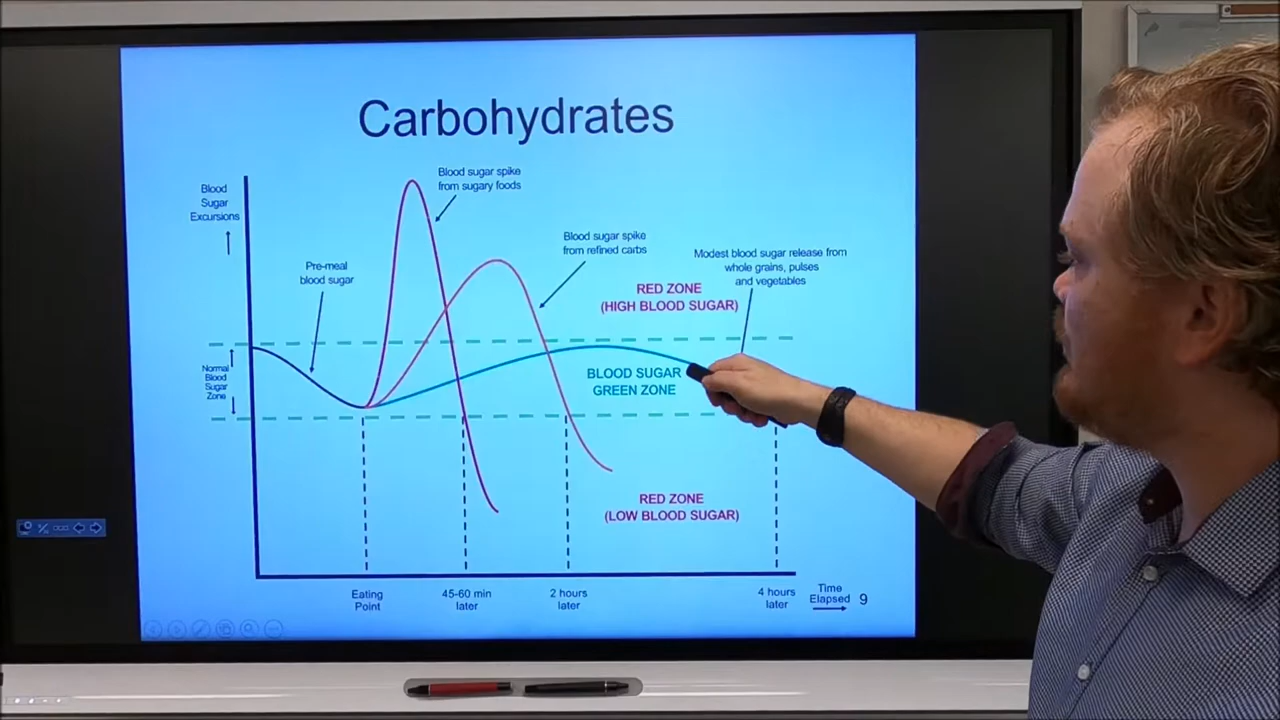 Carbohydrates
Blood
Sugar
Excursions
Blood sugar spike
from sugary foods
Pre-meal
blood sugar
Blood sugar spike
from refined carbs
Modest blood sugar release from
whole grains, pulses
and vegetables
RED ZONE
(HIGH BLOOD SUGAR)
Normal
Blood
Sugar
Zone
BLOOD SUGAR
GREEN ZONE
RED ZONE
(LOW BLOOD SUGAR)
Eating
Point
45-60 min
later
2 hours
later
4 hours
later
Time
Elapsed
9